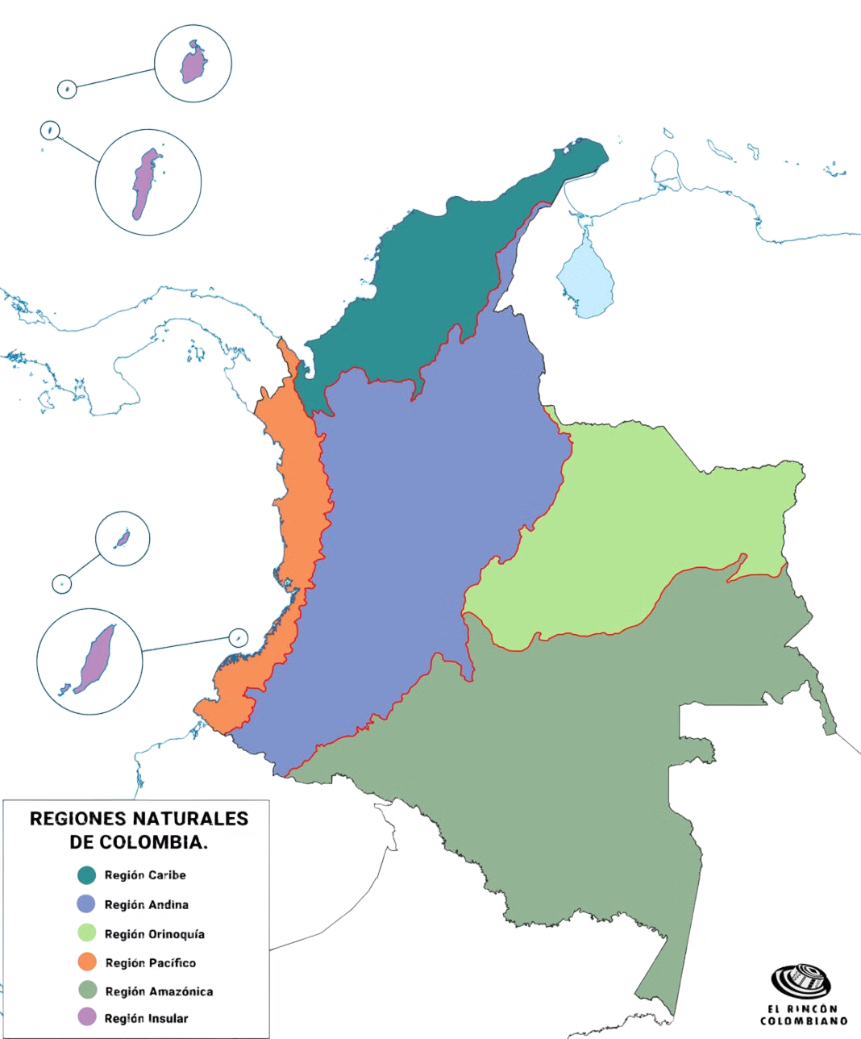 REGIONES NATURALES
DE COLOMBIA.
Región Caribe
Región Andina
Región Orinoquía
Región Pacífico
Región Amazónica
Región Insular
EL RINCÓN
COLOMBIANO